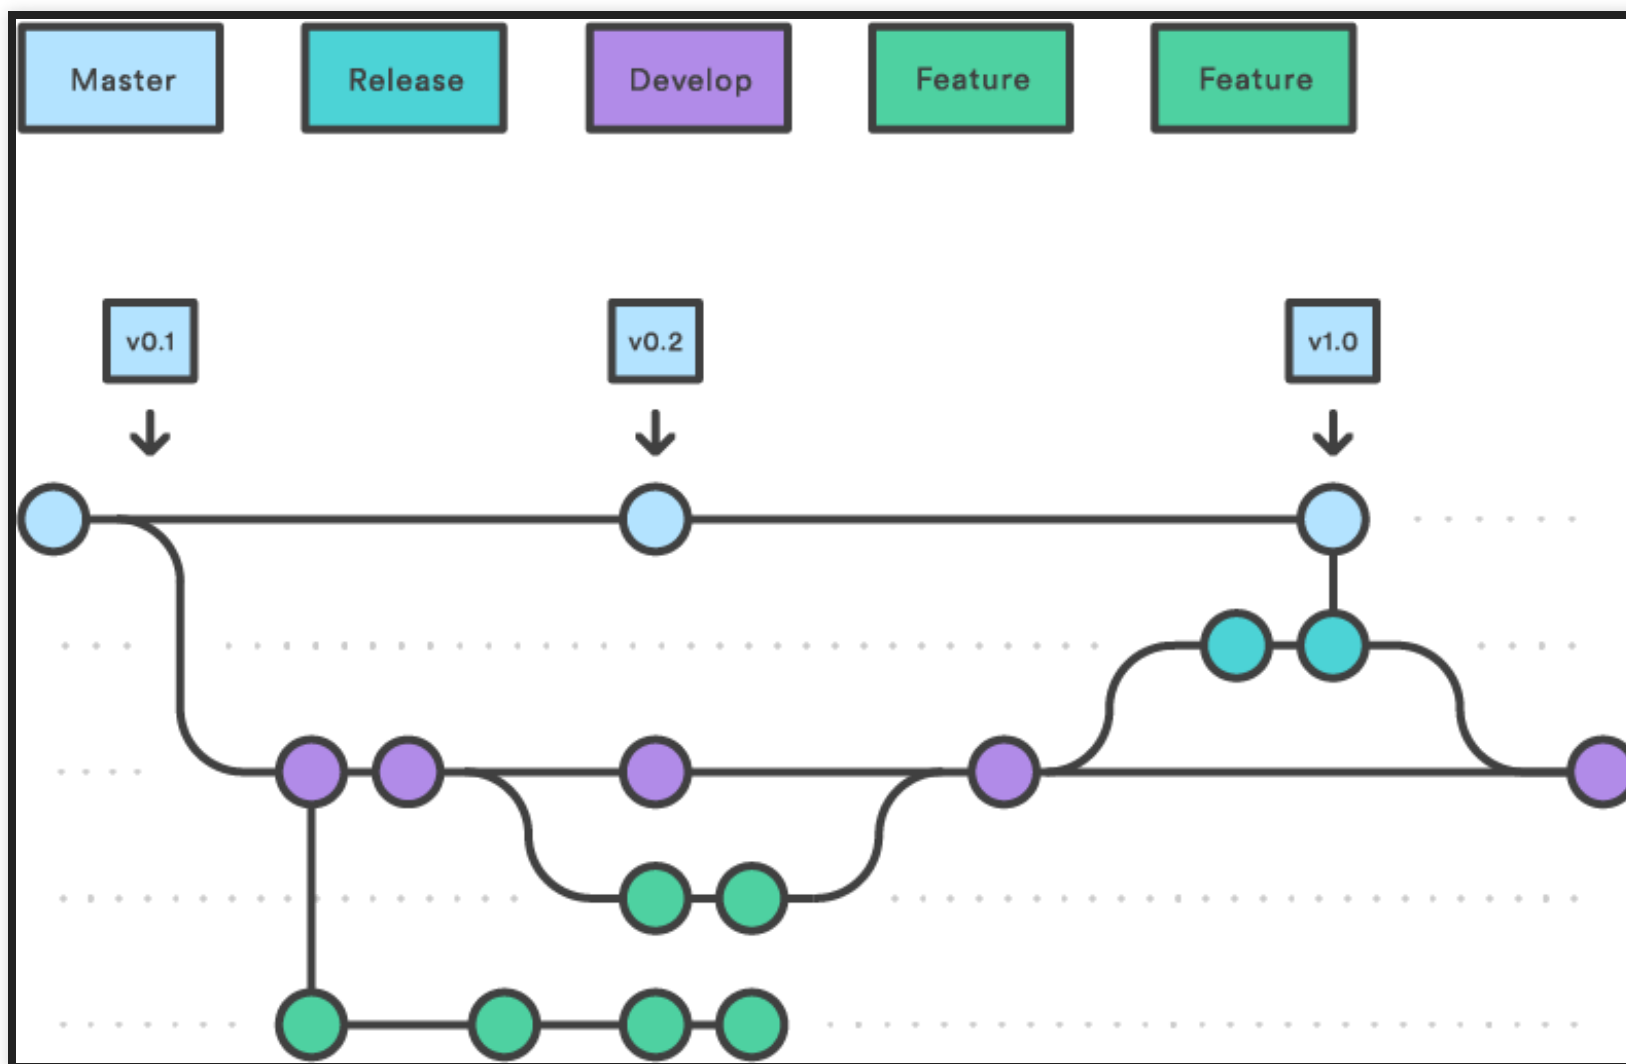 Master
Release
Develop
Feature
Feature
v0.1
v0.2
v1.0